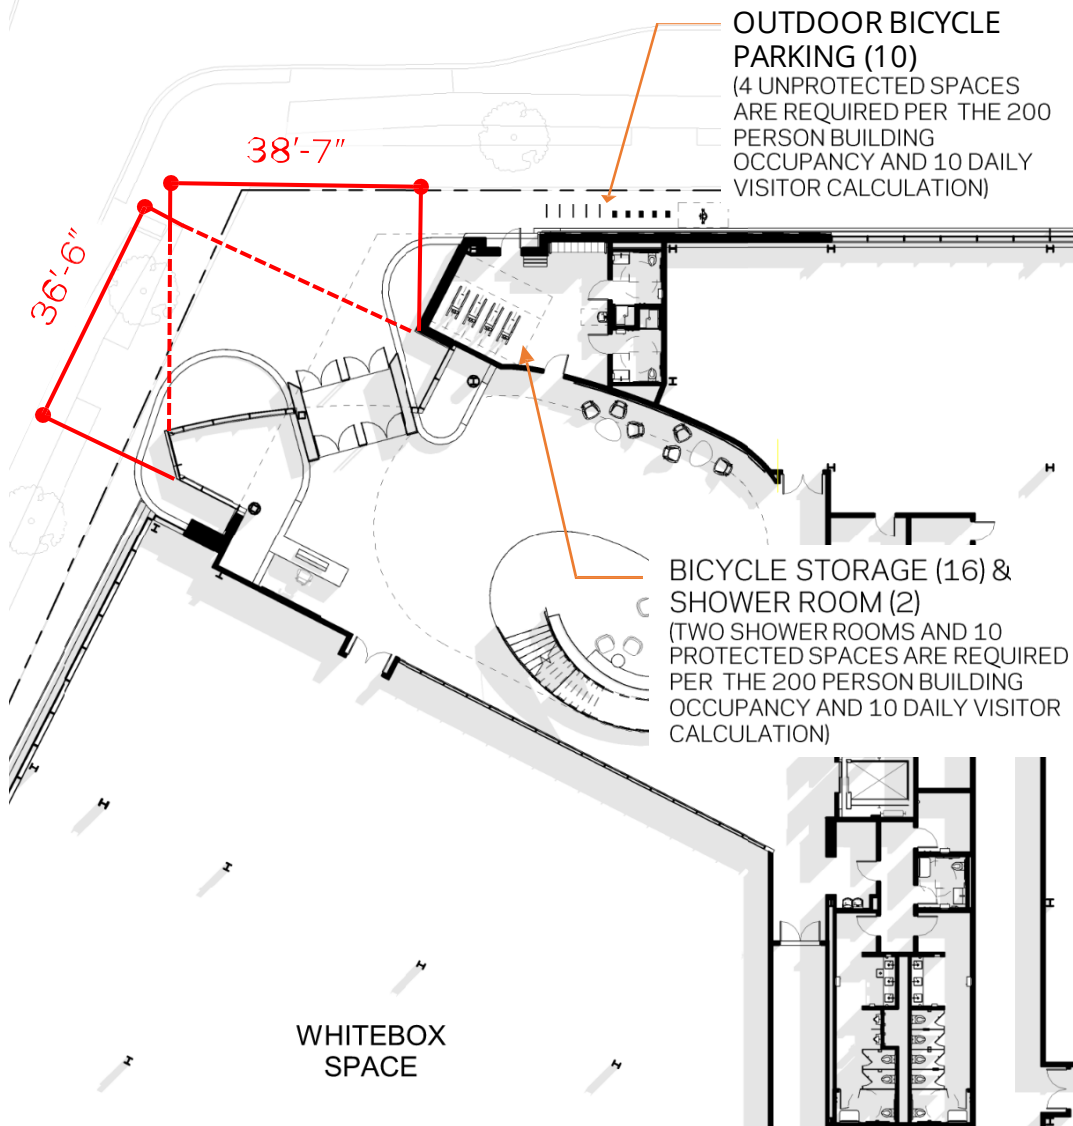 OUTDOOR BICYCLE
PARKING (10)
(4 UNPROTECTED SPACES
ARE REQUIRED PER THE 200
PERSON BUILDING
OCCUPANCY AND 10 DAILY
VISITOR CALCULATION)
38'-7"
36'-6"
BICYCLE STORAGE (16) &
SHOWER ROOM (2)
(TWO SHOWER ROOMS AND 10
PROTECTED SPACES ARE REQUIRED
PER THE 200 PERSON BUILDING
OCCUPANCY AND 10 DAILY VISITOR
CALCULATION)
WHITEBOX
SPACE